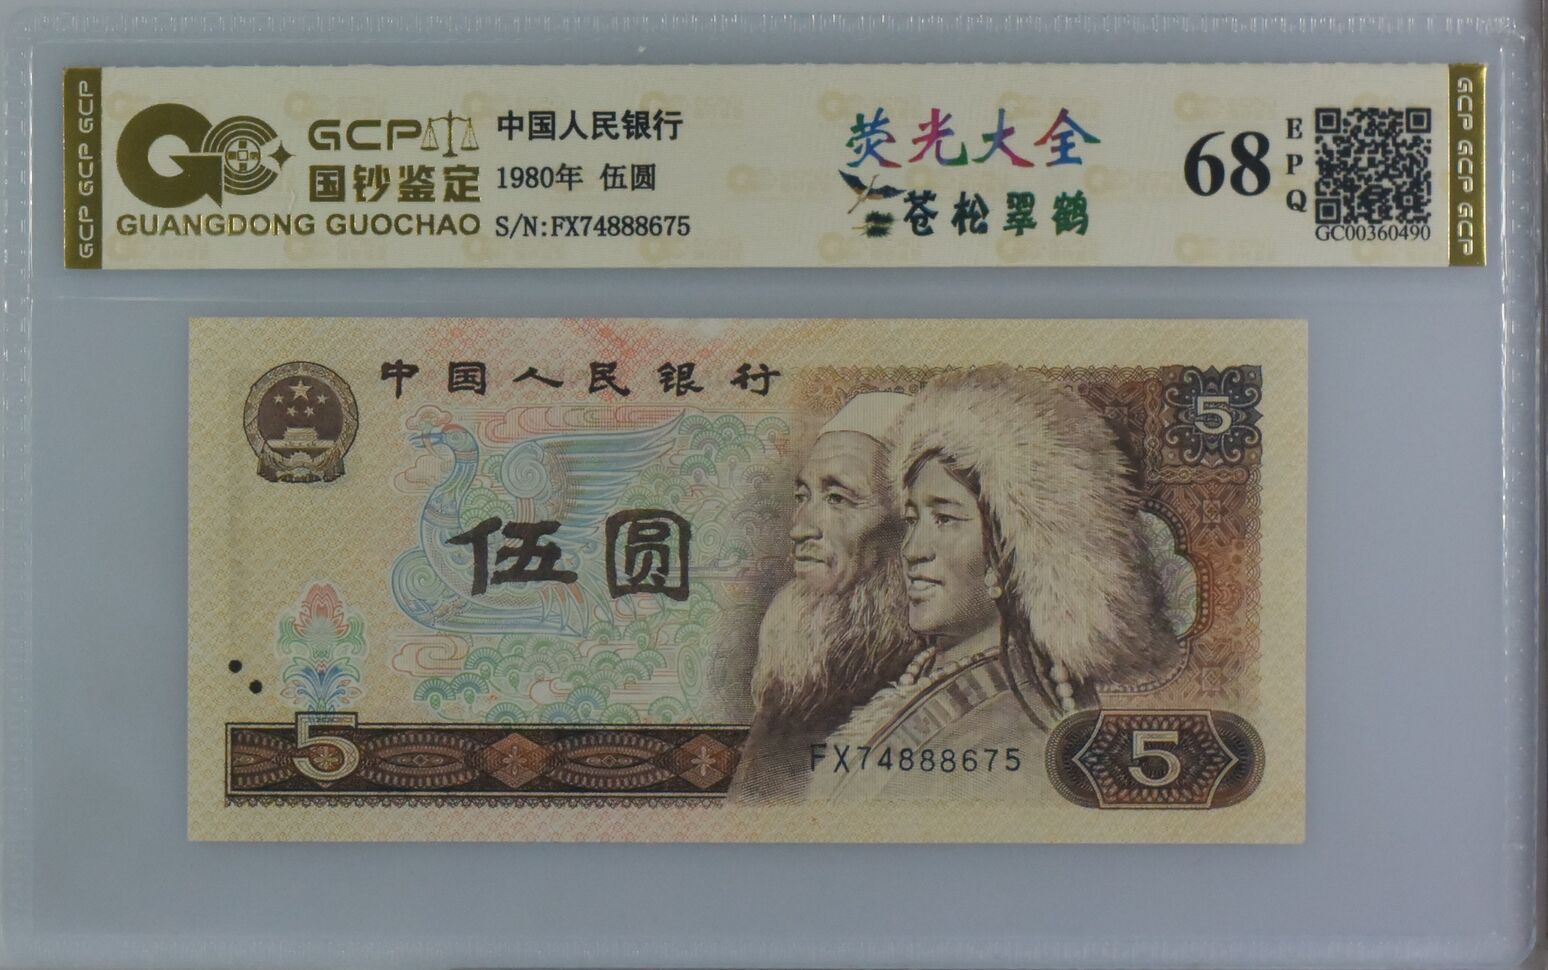 GCP GCP GCP
GCP
国钞鉴定
GUANGDONG GUOCHAO
中国人民银行
1980年 伍圆
S/N:FX74888675
荧光大全
苍松翠鹤
68
EPQ
GC00360490
GCP GCP GCP
中国人民银行
5
伍圆
5
FX74888675
5